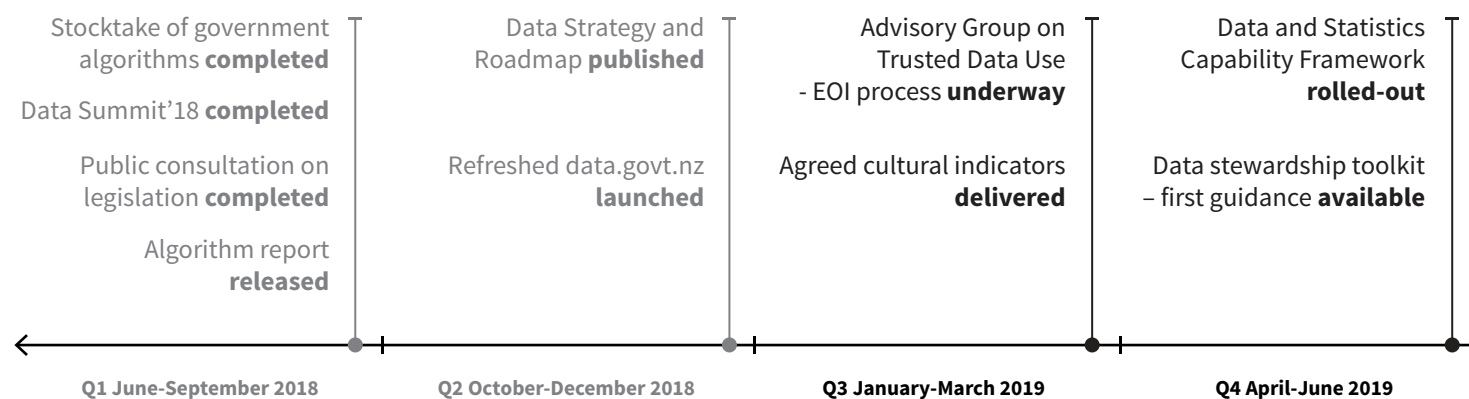 Stocktake of government
algorithms completed
Data Summit’18 completed
Public consultation on
legislation completed
Algorithm report
released
Data Strategy and
Roadmap published
Refreshed data.govt.nz
launched
Advisory Group on
Trusted Data Use
- EOI process underway
Agreed cultural indicators
delivered
Data and Statistics
Capability Framework
rolled-out
Data stewardship toolkit
– first guidance available
Q1 June-September 2018
Q2 October-December 2018
Q3 January-March 2019
Q4 April-June 2019